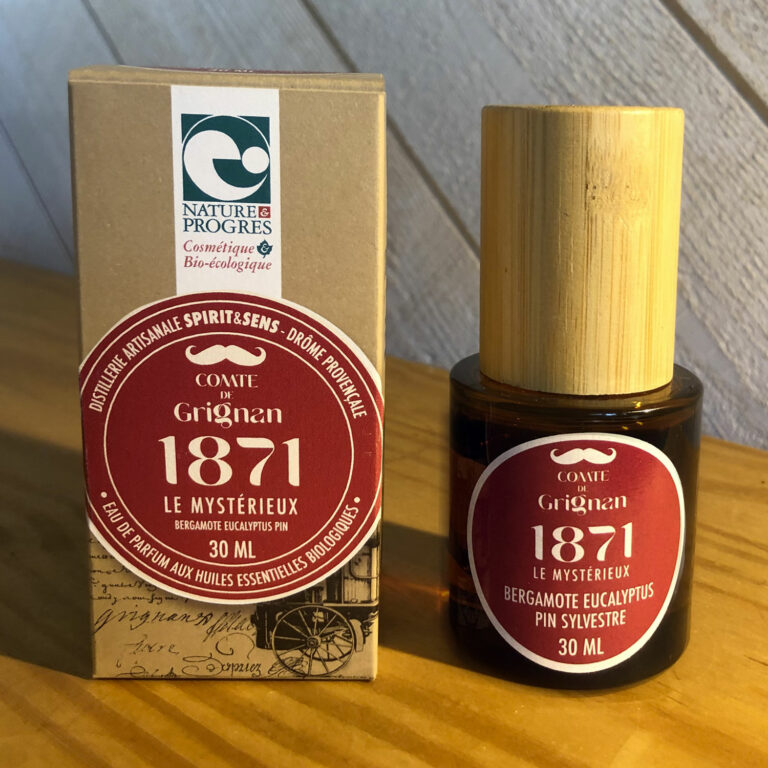 NATURE &
PROGRES
Cosmétique &
Bio-écologique
DISTILLERIE ARTISANALE SPIRIT&SENS - DRÔME PROVENÇALE
COMTE
DE
Grignan
1871
LE MYSTÉRIEUX
BERGAMOTE EUCALYPTUS PIN
30 ML
• EAU DE PARFUM AUX HUILES ESSENTIELLES BIOLOGIQUES •
grignan
COMTE
DE
Grignan
1871
LE MYSTÉRIEUX
BERGAMOTE EUCALYPTUS
PIN SYLVESTRE
30 ML